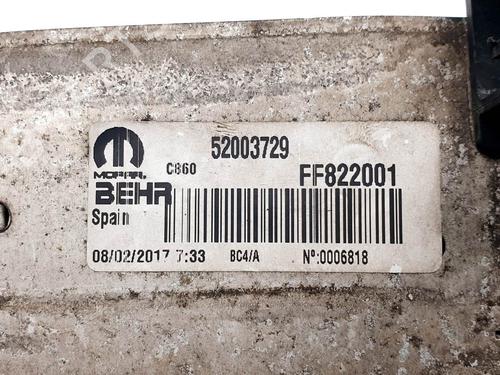 52003729
C860
MOPAR.
FF822001
BEHR
Spain
08/02/2017 7:33 BC4/A Nº:0006818